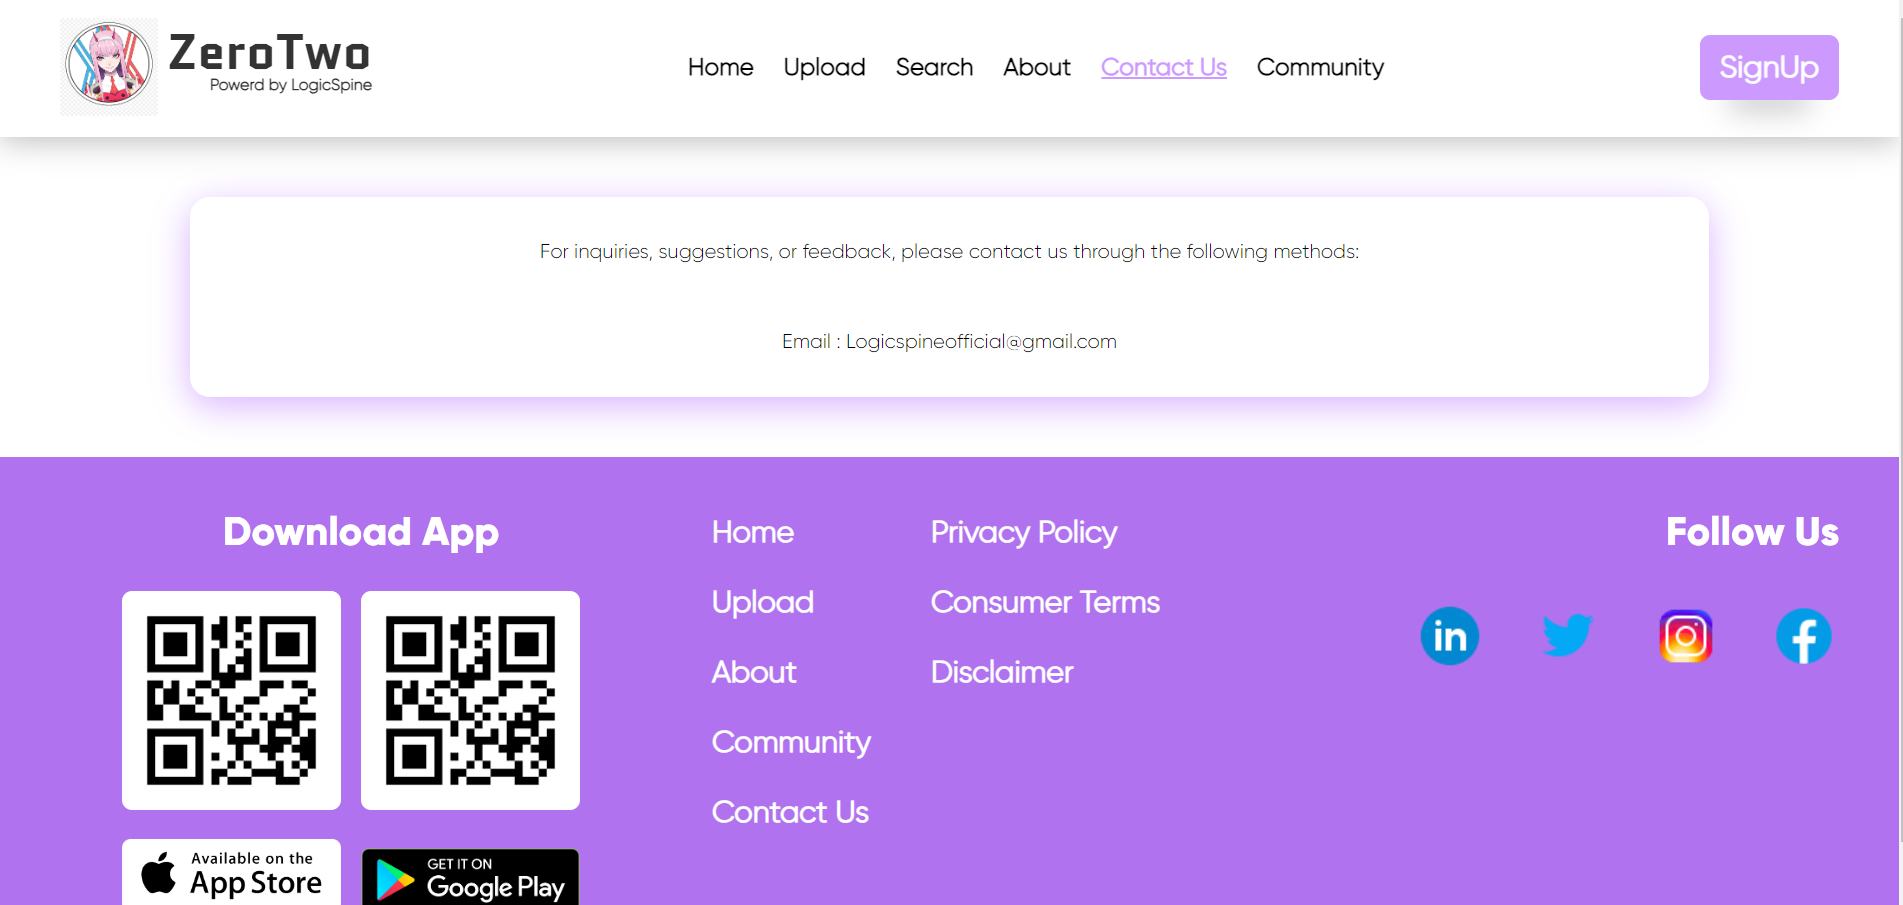 ZeroTwo
Powerd by LogicSpine
Home Upload Search About Contact Us Community
SignUp
For inquiries, suggestions, or feedback, please contact us through the following methods:
Email : Logicspineofficial@gmail.com
Download App
Available on the
App Store
GET IT ON
Google Play
Home
Upload
About
Community
Contact Us
Privacy Policy
Consumer Terms
Disclaimer
Follow Us
in
f